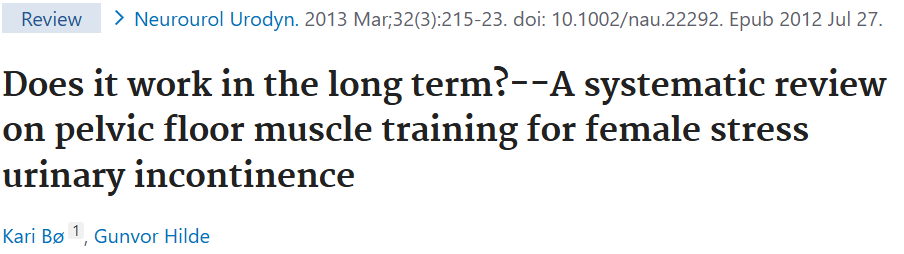 Review > Neurourol Urodyn. 2013 Mar;32(3):215-23. doi: 10.1002/nau.22292. Epub 2012 Jul 27.
Does it work in the long term?--A systematic review
on pelvic floor muscle training for female stress
urinary incontinence
Kari Bø 1, Gunvor Hilde